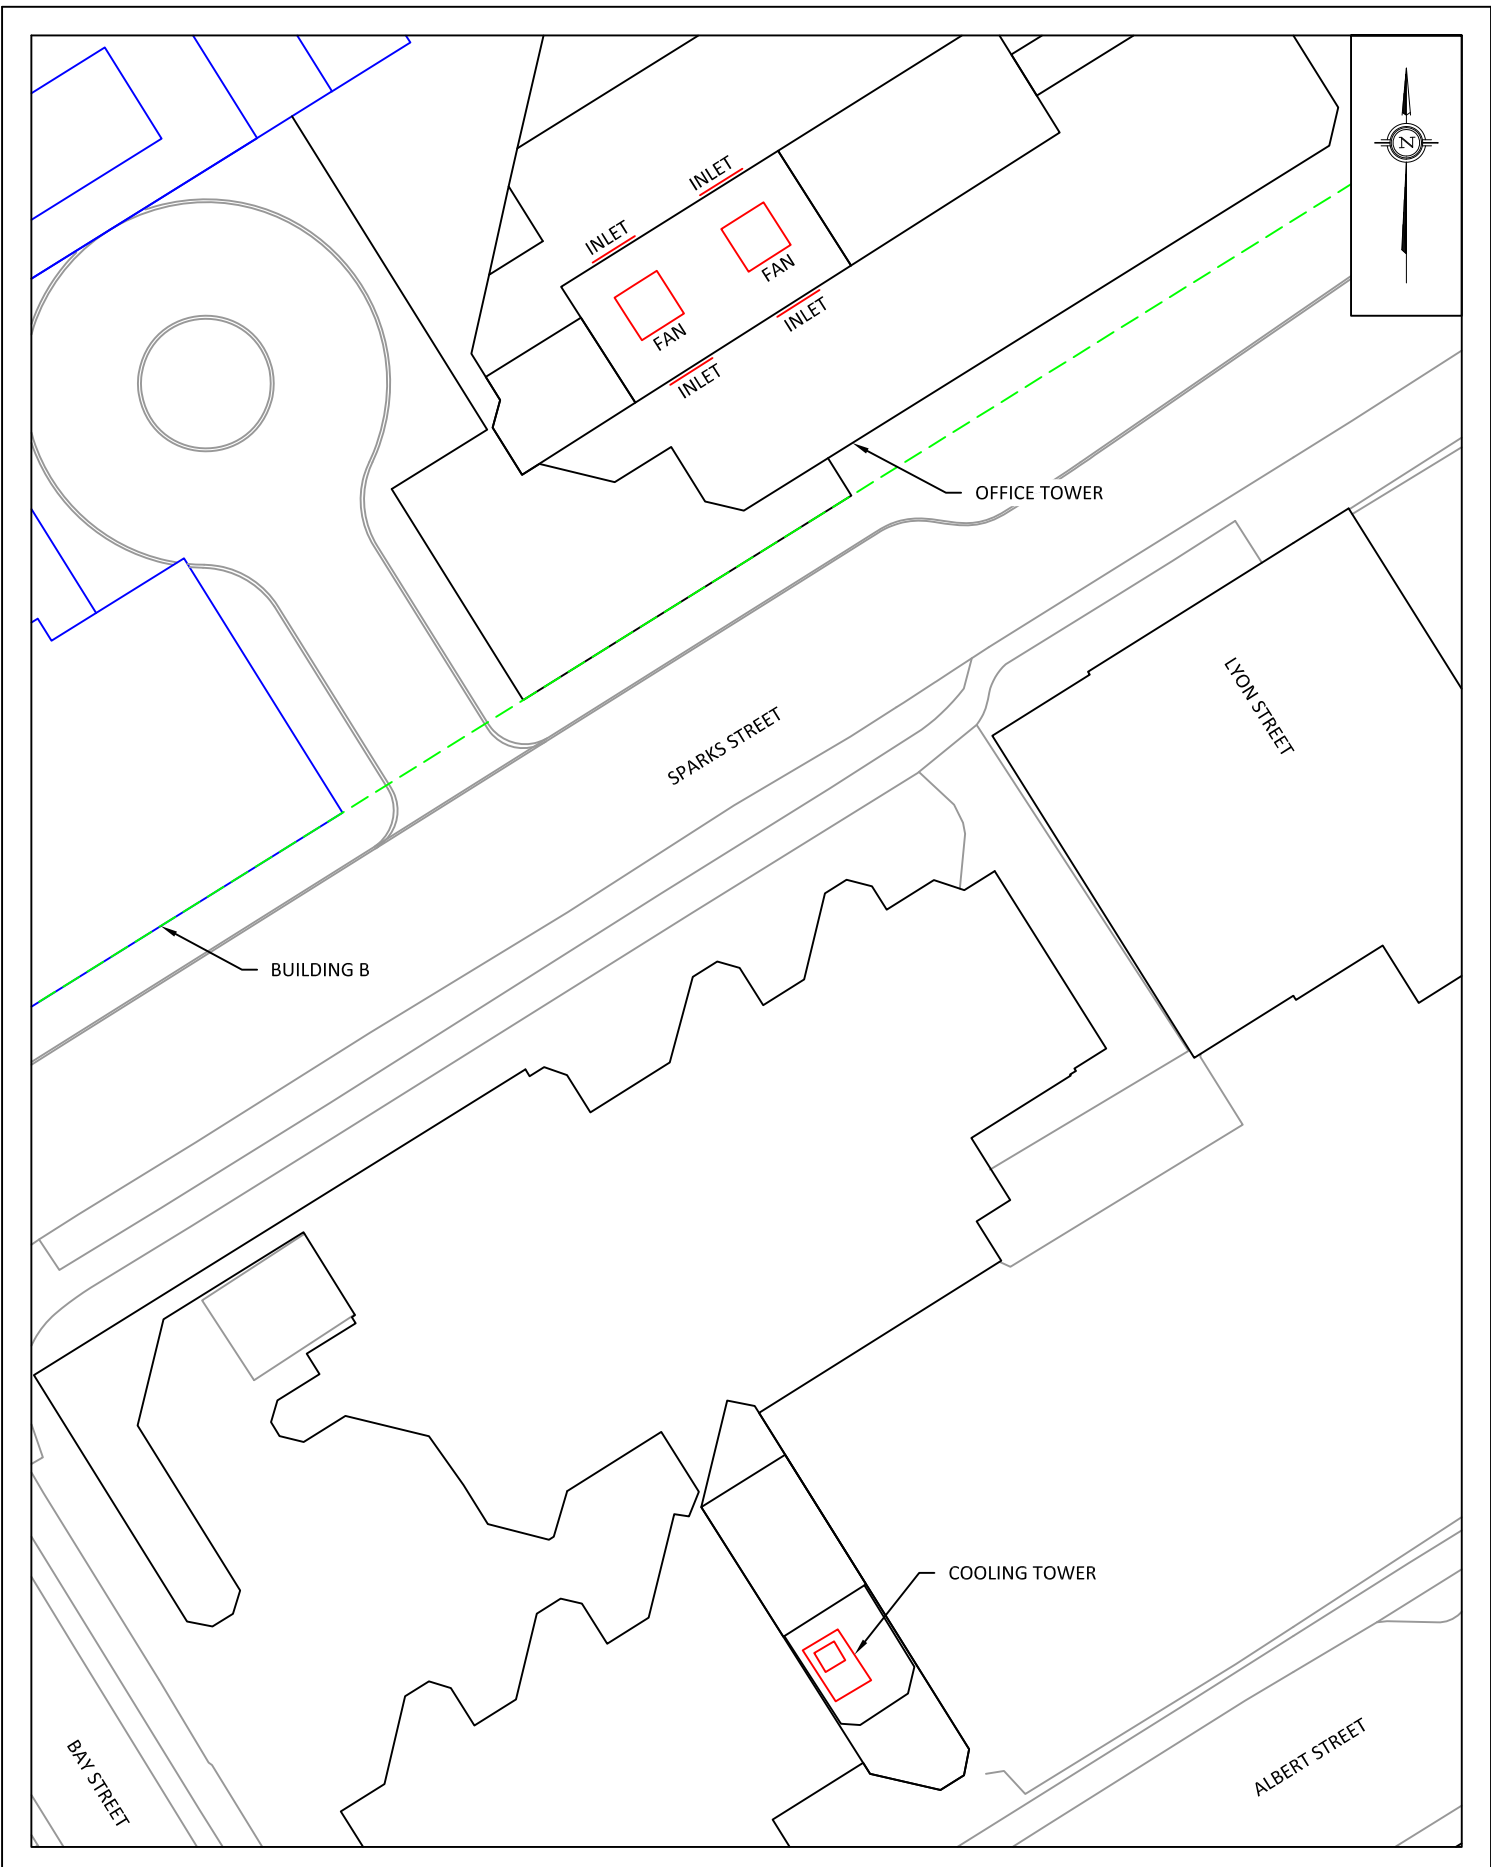 N
INLET
INLET
FAN
FAN
INLET
INLET
OFFICE TOWER
LYON STREET
SPARKS STREET
BUILDING B
COOLING TOWER
BAY STREET
ALBERT STREET